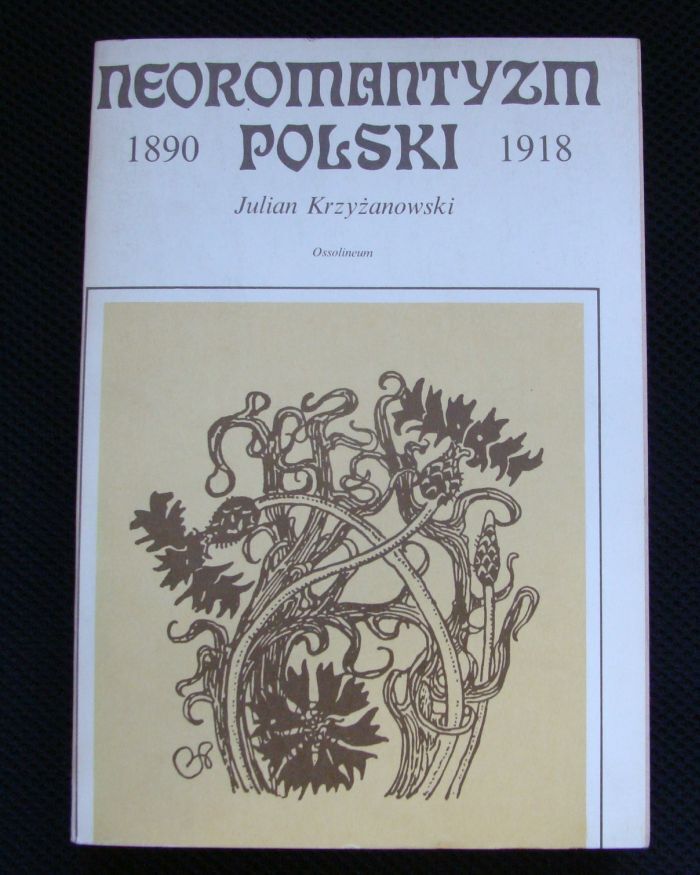 NEOROMANTYZM
1890 POLSKI 1918
Julian Krzyżanowski
Ossolineum